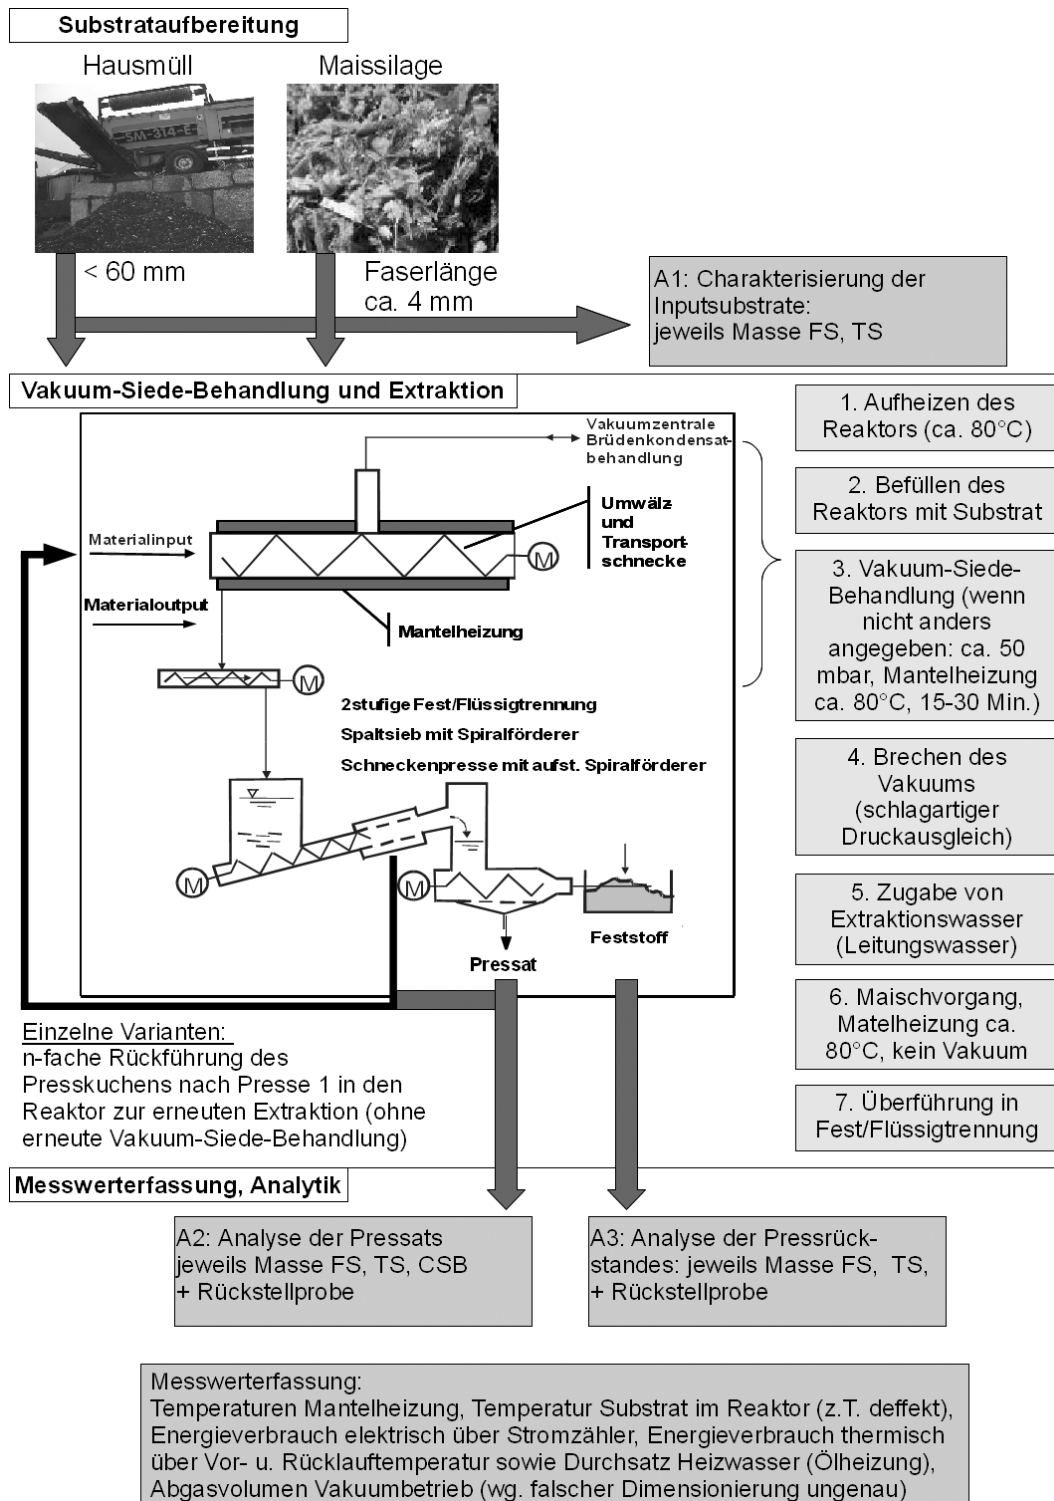 Substrataufbereitung
Hausmüll
Maissilage
SM-314-E
< 60 mm
Faserlänge
ca. 4 mm
A1: Charakterisierung der
Inputsubstrate:
jeweils Masse FS, TS
Vakuum-Siede-Behandlung und Extraktion
Vakuumzentrale
Brüdenkondensat-
behandlung
Umwälz-
und
Transport-
schnecke
Materialinput
M
Materialoutput
Mantelheizung
M
2stufige Fest/Flüssigtrennung
Spaltsieb mit Spiralförderer
Schneckenpresse mit aufst. Spiralförderer
M
M
Feststoff
Pressat
1. Aufheizen des
Reaktors (ca. 80°C)
2. Befüllen des
Reaktors mit Substrat
3. Vakuum-Siede-
Behandlung (wenn
nicht anders
angegeben: ca. 50
mbar, Mantelheizung
ca. 80°C, 15-30 Min.)
4. Brechen des
Vakuums
(schlagartiger
Druckausgleich)
5. Zugabe von
Extraktionswasser
(Leitungswasser)
6. Maischvorgang,
Matelheizung ca.
80°C, kein Vakuum
7. Überführung in
Fest/Flüssigtrennung
Einzelne Varianten:
n-fache Rückführung des
Presskuchens nach Presse 1 in den
Reaktor zur erneuten Extraktion (ohne
erneute Vakuum-Siede-Behandlung)
Messwerterfassung, Analytik
A2: Analyse der Pressats
jeweils Masse FS, TS, CSB
+ Rückstellprobe
A3: Analyse der Pressrück-
standes: jeweils Masse FS, TS,
+ Rückstellprobe
Messwerterfassung:
Temperaturen Mantelheizung, Temperatur Substrat im Reaktor (z.T. deffekt),
Energieverbrauch elektrisch über Stromzähler, Energieverbrauch thermisch
über Vor- u. Rücklauftemperatur sowie Durchsatz Heizwasser (Ölheizung),
Abgasvolumen Vakuumbetrieb (wg. falscher Dimensionierung ungenau)